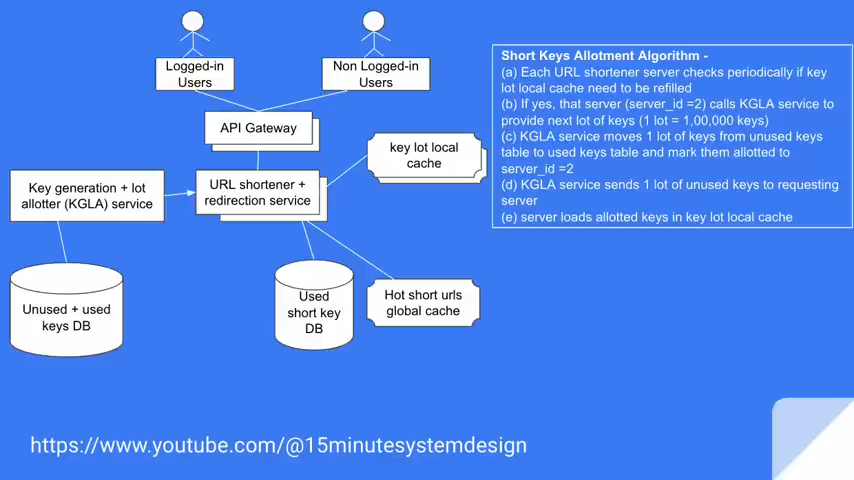 Logged-in
Users
Non Logged-in
Users
API Gateway
key lot local
cache
Key generation + lot
allotter (KGLA) service
URL shortener +
redirection service
Unused + used
keys DB
Used
short key
DB
Hot short urls
global cache
Short Keys Allotment Algorithm -
(a) Each URL shortener server checks periodically if key
lot local cache need to be refilled
(b) If yes, that server (server_id =2) calls KGLA service to
provide next lot of keys (1 lot = 1,00,000 keys)
(c) KGLA service moves 1 lot of keys from unused keys
table to used keys table and mark them allotted to
server_id =2
(d) KGLA service sends 1 lot of unused keys to requesting
server
(e) server loads allotted keys in key lot local cache
https://www.youtube.com/@15minutesystemdesign